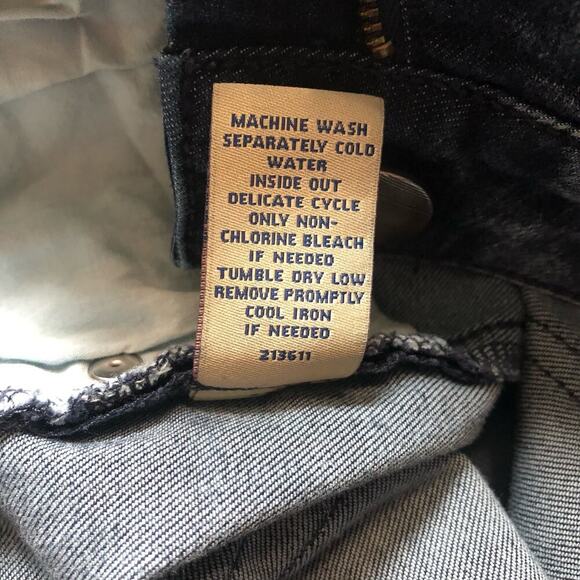 MACHINE WASH
SEPARATELY COLD
WATER
INSIDE OUT
DELICATE CYCLE
ONLY NON-
CHLORINE BLEACH
IF NEEDED
TUMBLE DRY LOW
REMOVE PROMPTLY
COOL IRON
IF NEEDED
213611